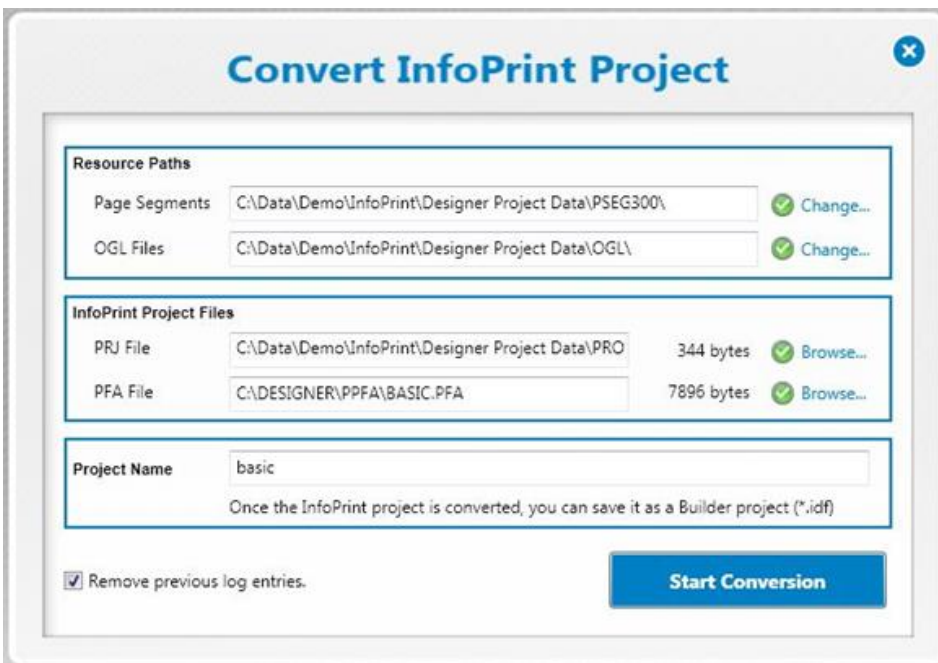 Convert InfoPrint Project
Resource Paths
Page Segments C:\Data\Demo\InfoPrint\Designer Project Data\PSEG300\ Change...
OGL Files C:\Data\Demo\InfoPrint\Designer Project Data\OGL\ Change...
InfoPrint Project Files
PRJ File C:\Data\Demo\InfoPrint\Designer Project Data\PRO 344 bytes Browse...
PFA File C:\DESIGNER\PPFA\BASIC.PFA 7896 bytes Browse...
Project Name basic
Once the InfoPrint project is converted, you can save it as a Builder project (*.idf)
Remove previous log entries. Start Conversion